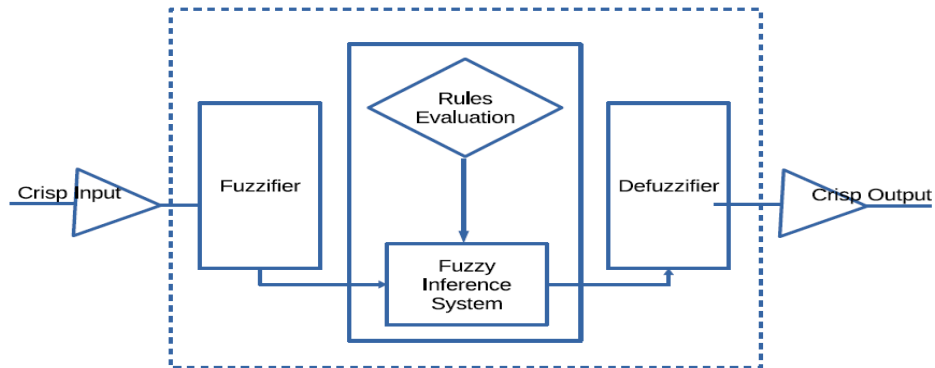 Crisp Input
Fuzzifier
Rules
Evaluation
Fuzzy
Inference
System
Defuzzifier
Crisp Output